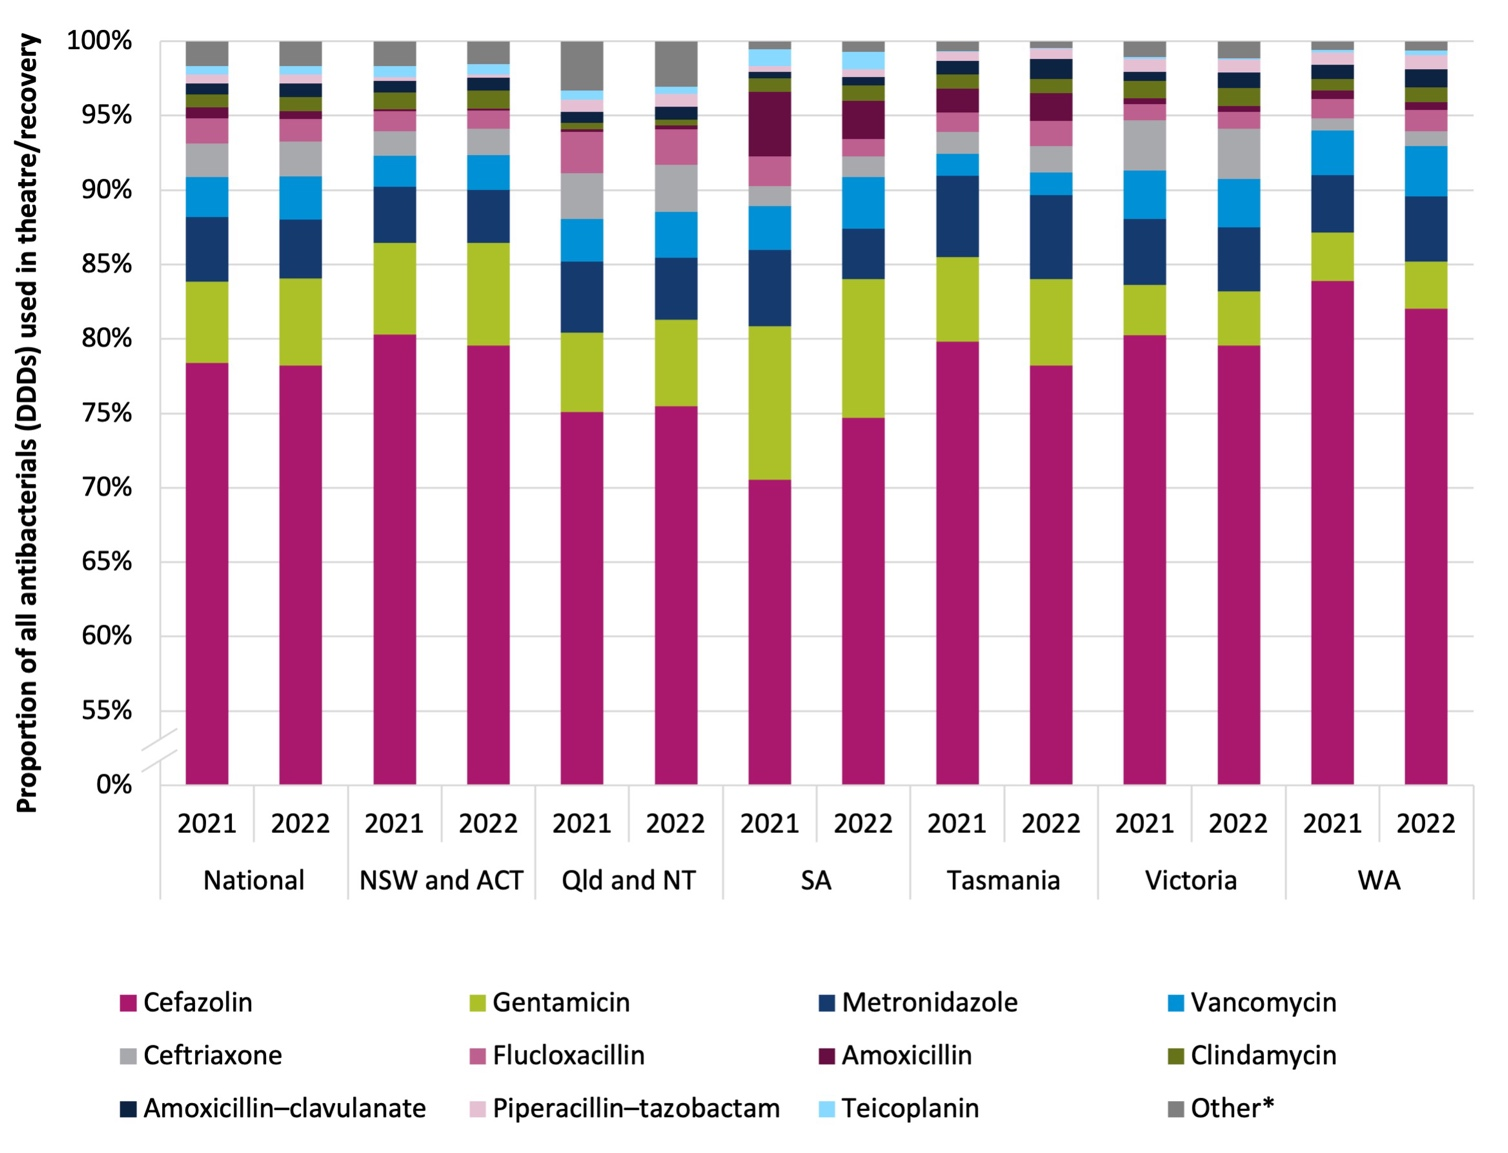 Proportion of all antibacterials (DDDs) used in theatre/recovery
100%
95%
90%
85%
80%
75%
70%
65%
60%
55%
0%
2021 2022 2021 2022 2021 2022 2021 2022 2021 2022 2021 2022 2021 2022
National NSW and ACT Qld and NT SA Tasmania Victoria WA
Cefazolin Gentamicin Metronidazole Vancomycin
Ceftriaxone Flucloxacillin Amoxicillin Clindamycin
Amoxicillin–clavulanate Piperacillin–tazobactam Teicoplanin Other*